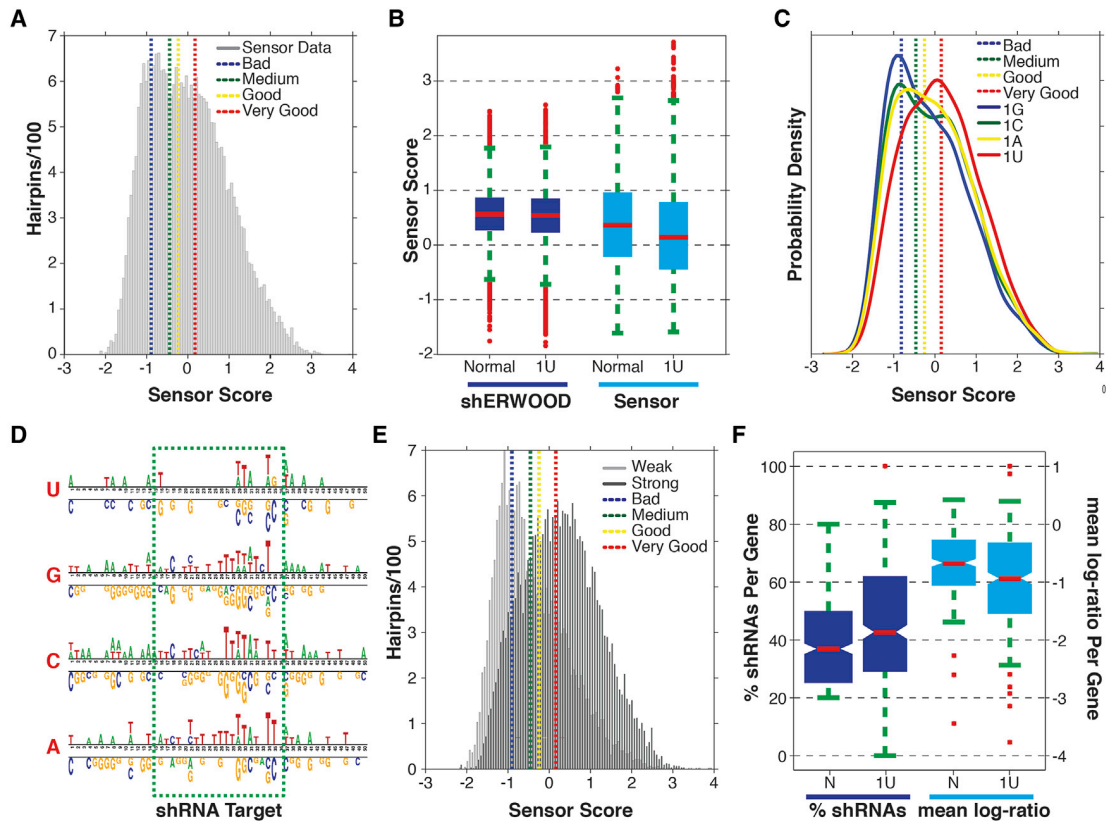 A
Hairpins/100
7
6
5
4
3
2
1
0
-3 -2 -1 0 1 2 3 4
Sensor Score
Sensor Data
Bad
Medium
Good
Very Good
B
Sensor Score
3
2
1
0
-1
-2
Normal 1U Normal 1U
shERWOOD Sensor
C
Probability Density
-3 -2 -1 0 1 2 3 4
Sensor Score
Bad
Medium
Good
Very Good
1G
1C
1A
1U
0
D
U
G
C
A
shRNA Target
E
Hairpins/100
7
6
5
4
3
2
1
0
-3 -2 -1 0 1 2 3 4
Sensor Score
Weak
Strong
Bad
Medium
Good
Very Good
F
% shRNAs Per Gene
100
80
60
40
20
0
1
0
-1
-2
-3
-4
mean log-ratio Per Gene
N 1U N 1U
% shRNAs mean log-ratio